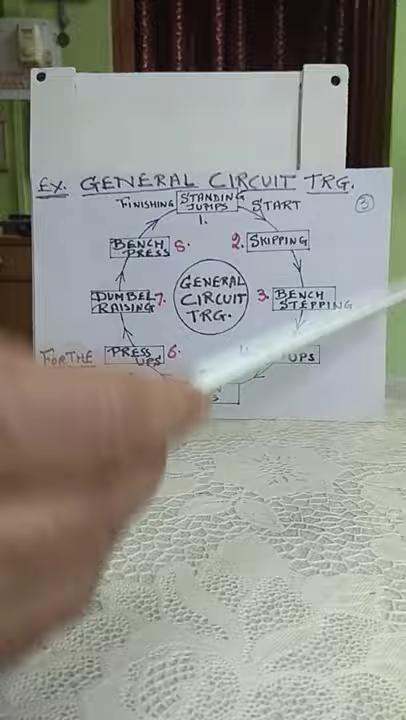 EX. GENERAL CIRCUIT TRG.
3
FINISHING
STANDING
JUMPS
START
1.
2. SKIPPING
3. BENCH
STEPPING
UPS
PRESS 6.
UPS
DUMBEL 7.
RAISING
BENCH 8.
PRESS
GENERAL
CIRCUIT
TRG.
FOR THE